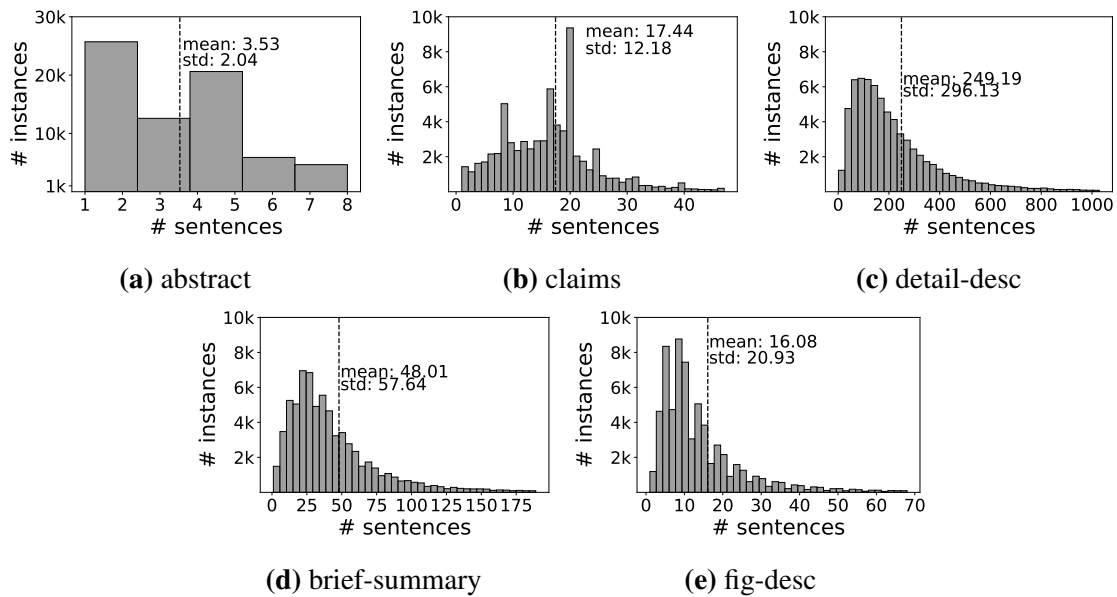 30k
20k
10k
1k
# instances
mean: 3.53
std: 2.04
1 2 3 4 5 6 7 8
# sentences
(a) abstract
10k
8k
6k
4k
2k
# instances
mean: 17.44
std: 12.18
0 10 20 30 40
# sentences
(b) claims
10k
8k
6k
4k
2k
# instances
mean: 249.19
std: 296.13
0 200 400 600 800 1000
# sentences
(c) detail-desc
10k
8k
6k
4k
2k
# instances
mean: 48.01
std: 57.64
0 25 50 75 100 125 150 175
# sentences
(d) brief-summary
10k
8k
6k
4k
2k
# instances
mean: 16.08
std: 20.93
0 10 20 30 40 50 60 70
# sentences
(e) fig-desc